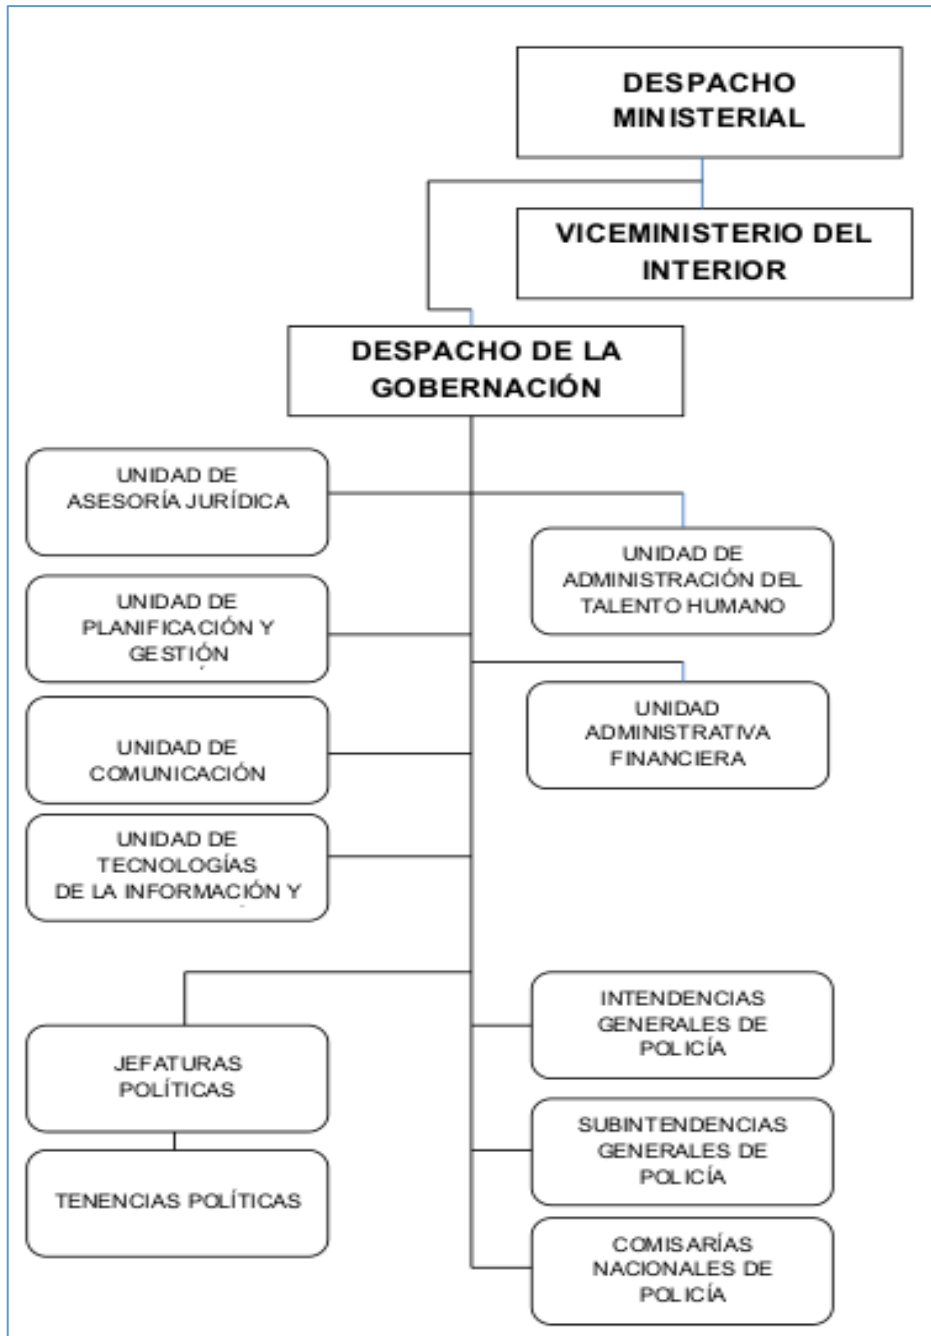 DESPACHO
MINISTERIAL
VICEMINISTERIO DEL
INTERIOR
DESPACHO DE LA
GOBERNACIÓN
UNIDAD DE
ASESORÍA JURÍDICA
UNIDAD DE
ADMINISTRACIÓN DEL
TALENTO HUMANO
UNIDAD DE
PLANIFICACIÓN Y
GESTIÓN
UNIDAD
ADMINISTRATIVA
FINANCIERA
UNIDAD DE
COMUNICACIÓN
UNIDAD DE
TECNOLOGÍAS
DE LA INFORMACIÓN Y
JEFATURAS
POLÍTICAS
TENENCIAS POLÍTICAS
INTENDENCIAS
GENERALES DE
POLICÍA
SUBINTENDENCIAS
GENERALES DE
POLICÍA
COMISARÍAS
NACIONALES DE
POLICÍA